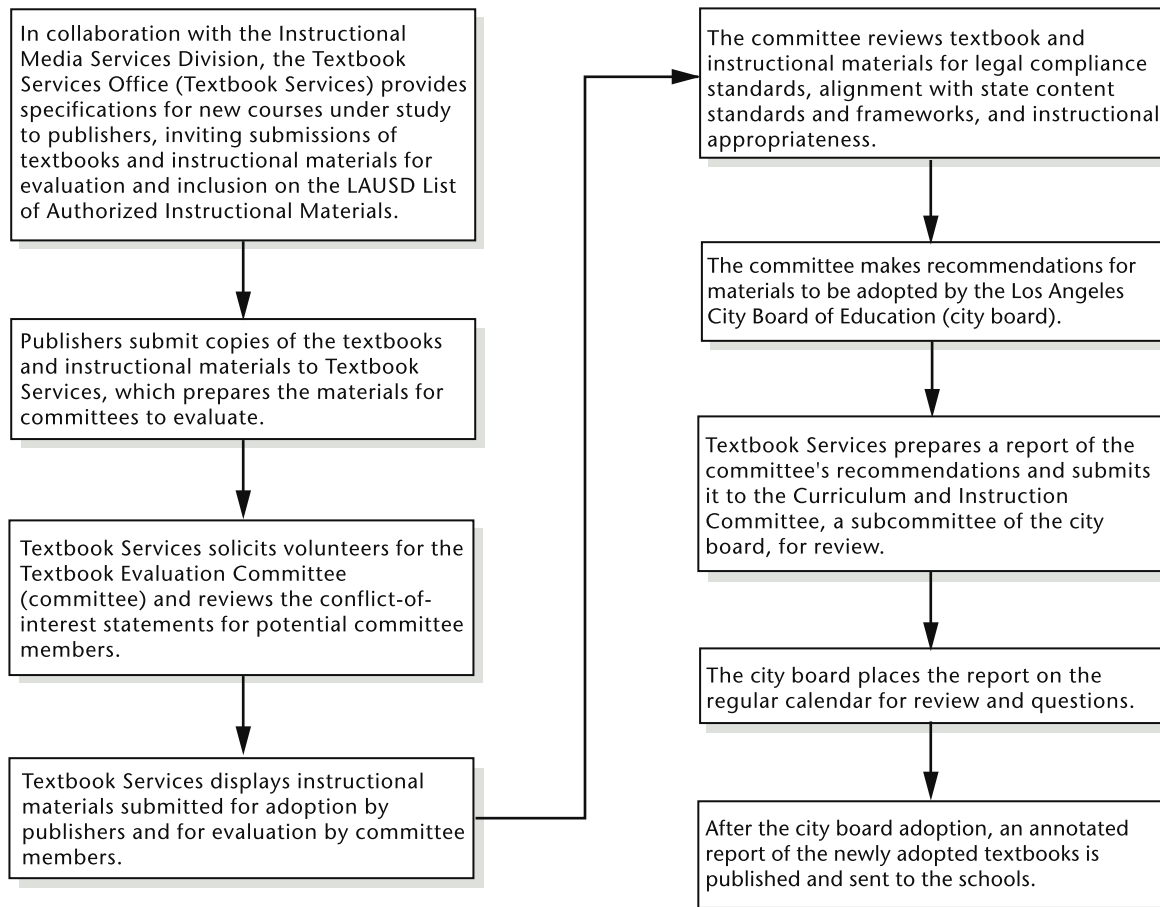 In collaboration with the Instructional
Media Services Division, the Textbook
Services Office (Textbook Services) provides
specifications for new courses under study
to publishers, inviting submissions of
textbooks and instructional materials for
evaluation and inclusion on the LAUSD List
of Authorized Instructional Materials.
Publishers submit copies of the textbooks
and instructional materials to Textbook
Services, which prepares the materials for
committees to evaluate.
Textbook Services solicits volunteers for the
Textbook Evaluation Committee
(committee) and reviews the conflict-of-
interest statements for potential committee
members.
Textbook Services displays instructional
materials submitted for adoption by
publishers and for evaluation by committee
members.
The committee reviews textbook and
instructional materials for legal compliance
standards, alignment with state content
standards and frameworks, and instructional
appropriateness.
The committee makes recommendations for
materials to be adopted by the Los Angeles
City Board of Education (city board).
Textbook Services prepares a report of the
committee's recommendations and submits
it to the Curriculum and Instruction
Committee, a subcommittee of the city
board, for review.
The city board places the report on the
regular calendar for review and questions.
After the city board adoption, an annotated
report of the newly adopted textbooks is
published and sent to the schools.